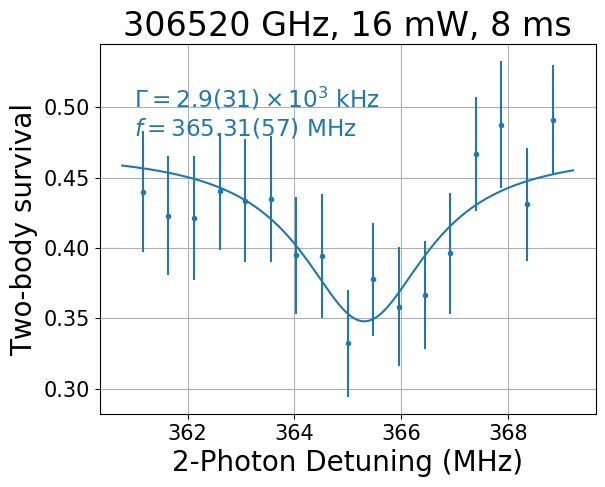 306520 GHz, 16 mW, 8 ms
Γ = 2.9(31) × 10³ kHz
f = 365.31(57) MHz
Two-body survival
0.50
0.45
0.40
0.35
0.30
362 364 366 368
2-Photon Detuning (MHz)